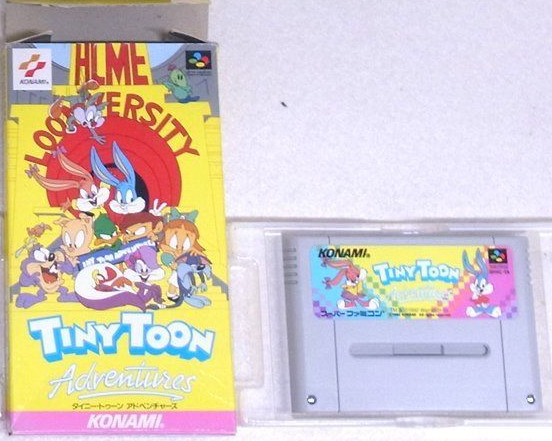 KONAMI®
ACME
LOONIVERSITY
TINY TOON
Adventures
タイニートゥーン アドベンチャーズ
KONAMI®
KONAMI®
TINY TOON
Adventures
スーパーファミコン